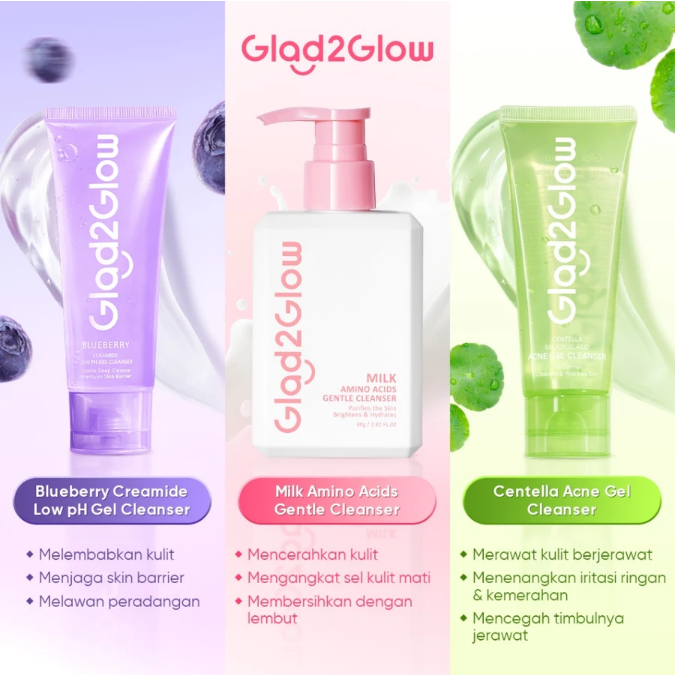 Glad2Glow
Glad2Glow
BLUEBERRY
CERAMIDE
LOW PH GEL CLEANSER
Blueberry Creamide
Low pH Gel Cleanser
Melembabkan kulit
Menjaga skin barrier
Melawan peradangan
Glad2Glow
MILK
AMINO ACIDS
GENTLE CLEANSER
Purifies the Skin
Brightens & Hydrates
Milk Amino Acids
Gentle Cleanser
Mencerahkan kulit
Mengangkat sel kulit mati
Membersihkan dengan
lembut
Glad2Glow
CENTELLA
SALICYLIC ACID
ACNE GEL CLEANSER
Centella Acne Gel
Cleanser
Merawat kulit berjerawat
Menenangkan iritasi ringan
& kemerahan
Mencegah timbulnya
jerawat